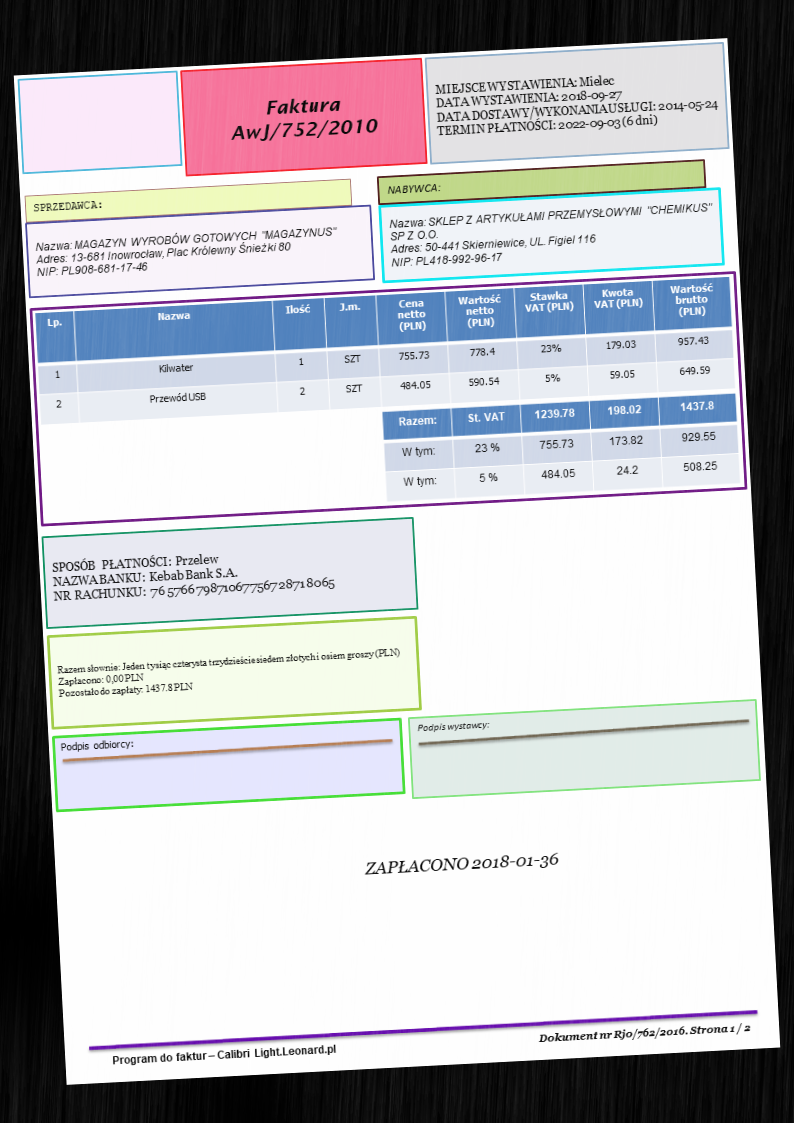 Faktura
AwJ/752/2010
MIEJSCE WYSTAWIENIA: Mielec
DATA WYSTAWIENIA: 2018-09-27
DATA DOSTAWY/WYKONANIA USŁUGI: 2014-05-24
TERMIN PŁATNOŚCI: 2022-09-03 (6 dni)
SPRZEDAWCA:
Nazwa: MAGAZYN WYROBÓW GOTOWYCH "MAGAZYNUS"
Adres: 13-681 Inowrocław, Plac Królewny Śnieżki 80
NIP: PL908-681-17-46
NABYWCA:
Nazwa: SKLEP Z ARTYKUŁAMI PRZEMYSŁOWYMI "CHEMIKUS"
SP Z O.O.
Adres: 50-441 Skierniewice, UL. Figiel 116
NIP: PL418-992-96-17
Lp. Nazwa Ilość J.m. Cena netto (PLN) Wartość netto (PLN) Stawka VAT (PLN) Kwota VAT (PLN) Wartość brutto (PLN)
1 Kilwater 1 SZT 755.73 778.4 23% 179.03 957.43
2 Przewód USB 2 SZT 484.05 590.54 5% 59.05 649.59
Razem: St. VAT 1239.78 198.02 1437.8
W tym: 23 % 755.73 173.82 929.55
W tym: 5 % 484.05 24.2 508.25
SPOSÓB PŁATNOŚCI: Przelew
NAZWA BANKU: Kebab Bank S.A.
NR RACHUNKU: 76 576679871067756728718065
Razem słownie: Jeden tysiąc czterysta trzydzieście siedem złotych i osiem groszy (PLN)
Zapłacono: 0,00 PLN
Pozostało do zapłaty: 1437.8 PLN
Podpis odbiorcy:
Podpis wystawcy:
ZAPŁACONO 2018-01-36
Program do faktur – Calibri Light.Leonard.pl
Dokument nr Rjo/762/2016. Strona 1 / 2